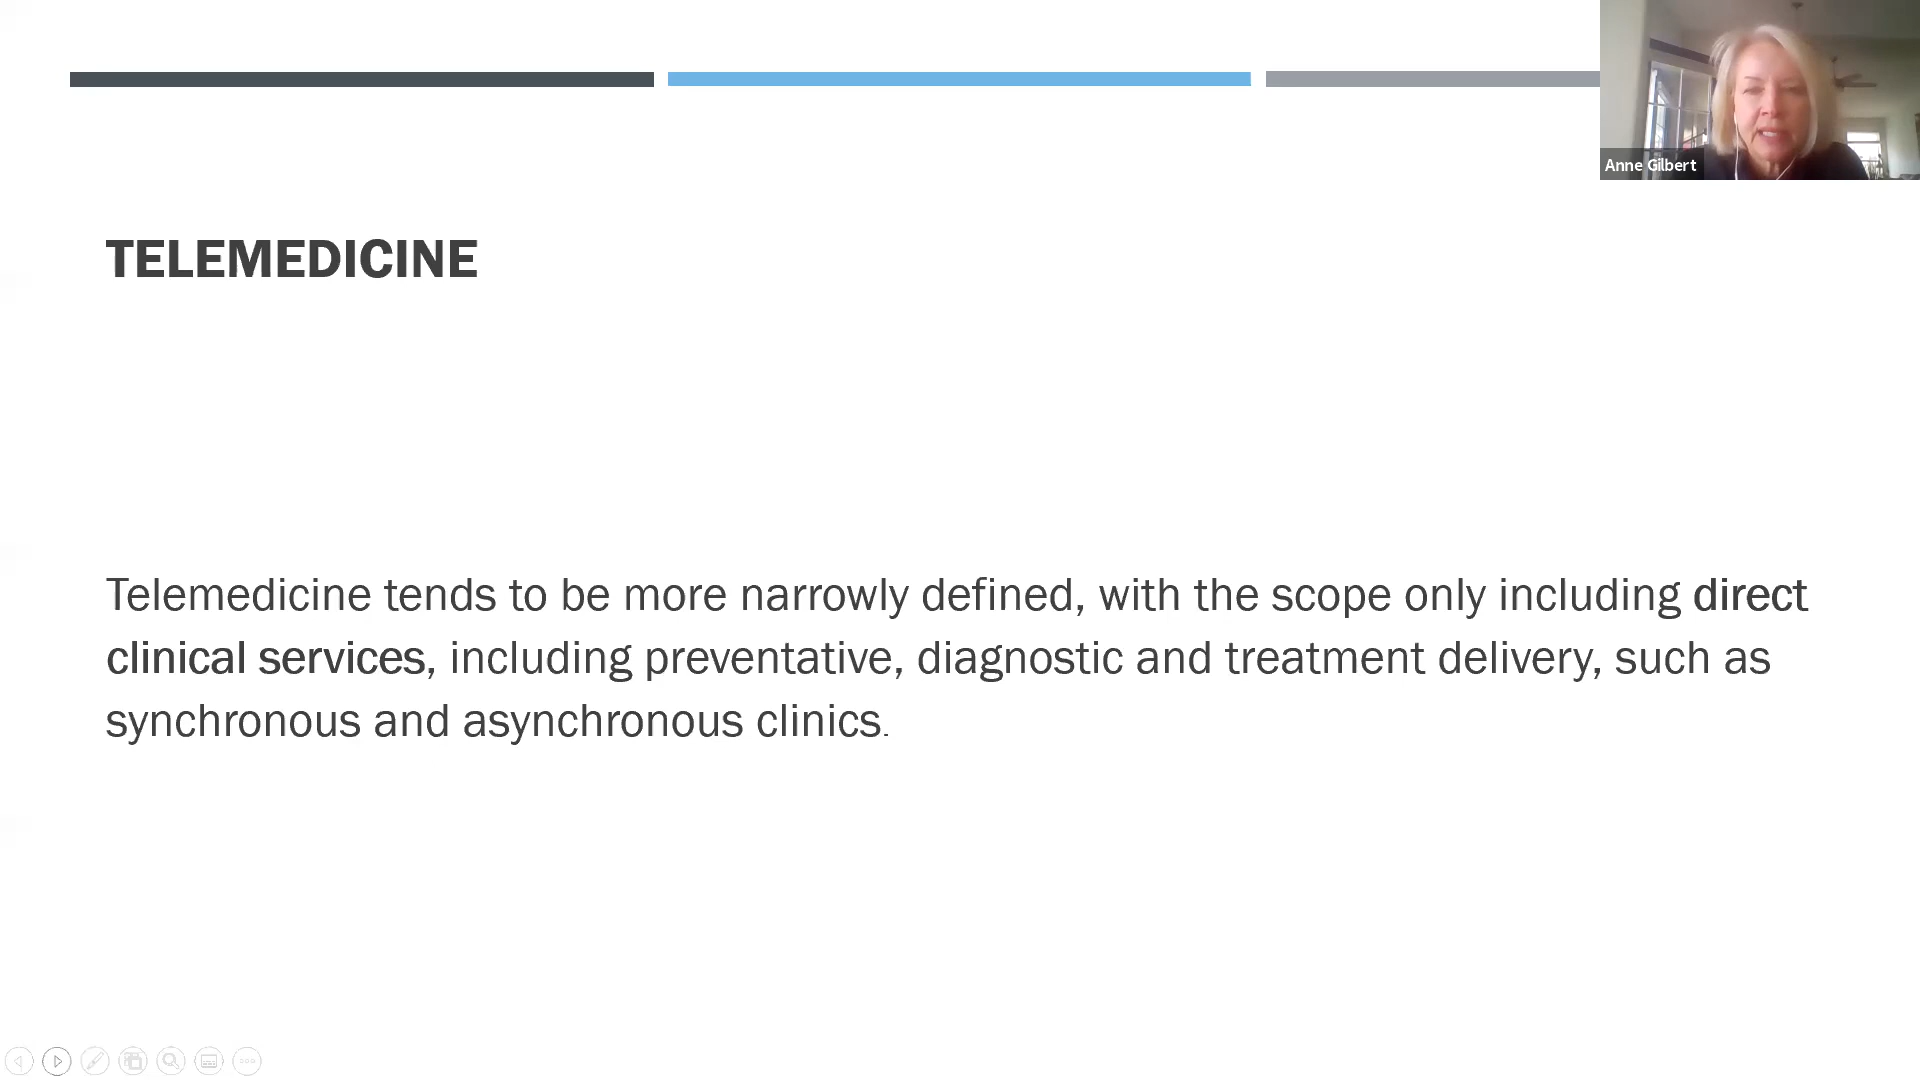 Anne Gilbert
TELEMEDICINE
Telemedicine tends to be more narrowly defined, with the scope only including direct
clinical services, including preventative, diagnostic and treatment delivery, such as
synchronous and asynchronous clinics.